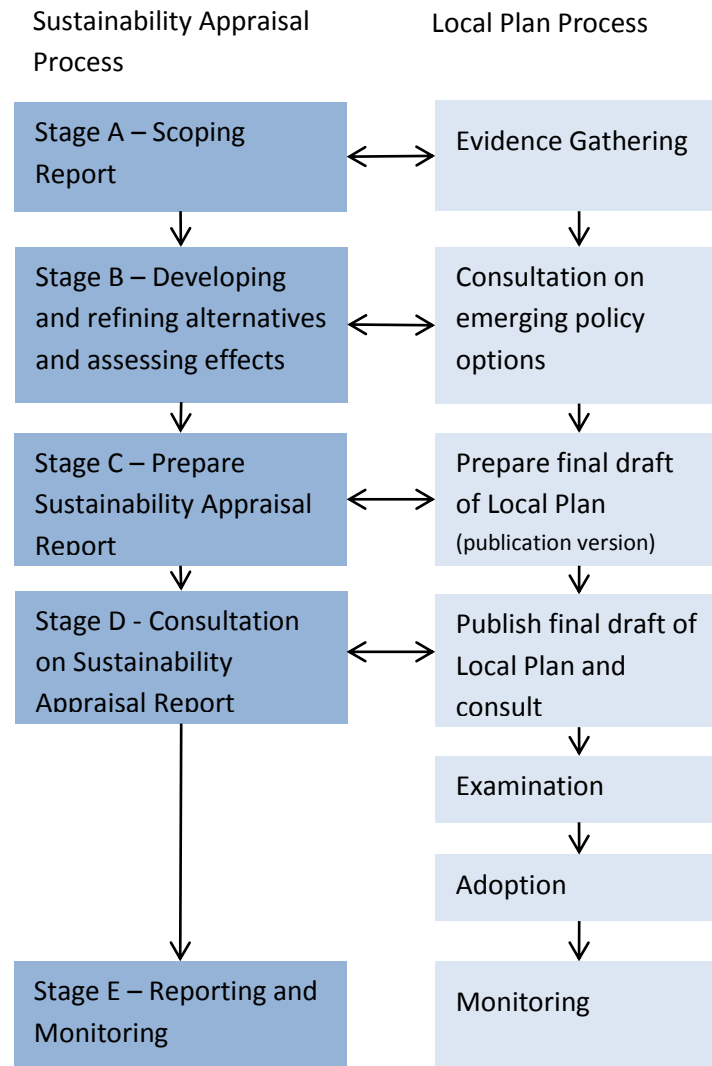 Sustainability Appraisal
Process
Local Plan Process
Stage A – Scoping
Report
Evidence Gathering
Stage B – Developing
and refining alternatives
and assessing effects
Consultation on
emerging policy
options
Stage C – Prepare
Sustainability Appraisal
Report
Prepare final draft
of Local Plan
(publication version)
Stage D - Consultation
on Sustainability
Appraisal Report
Publish final draft of
Local Plan and
consult
Examination
Adoption
Stage E – Reporting and
Monitoring
Monitoring